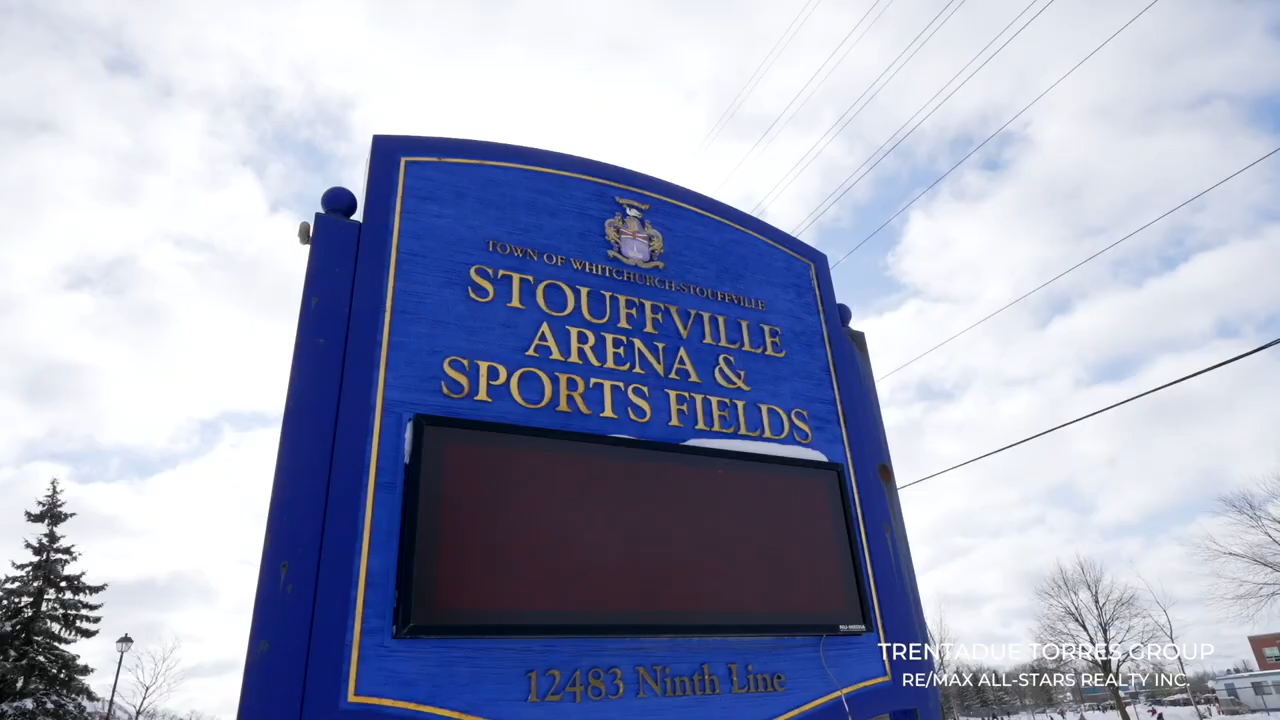 TOWN OF WHITCHURCH-STOUFFVILLE
STOUFFVILLE
ARENA &
SPORTS FIELDS
12483 Ninth Line
TRENTADUE TORRES GROUP
RE/MAX ALL-STARS REALTY INC.